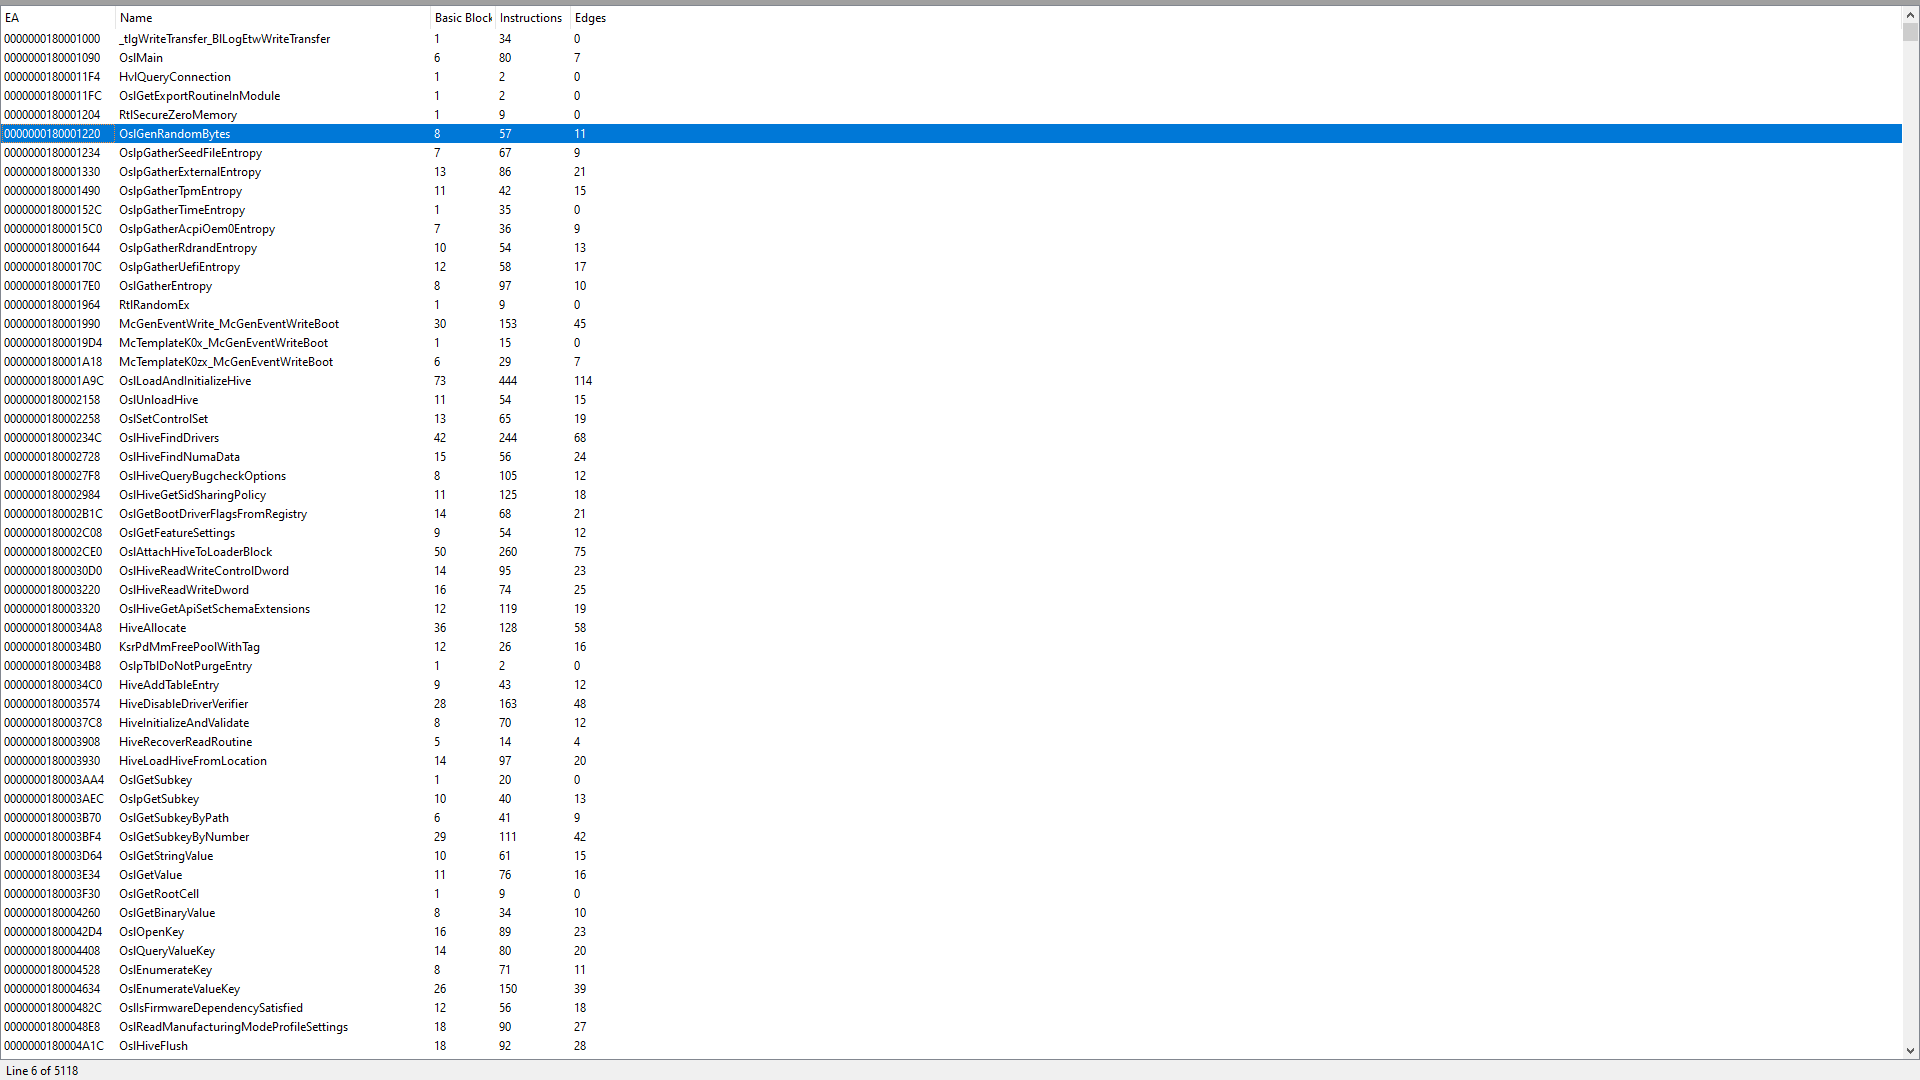 EA Name Basic Block Instructions Edges
0000000180001000 _tlgWriteTransfer_BlLogEtwWriteTransfer 1 34 0
0000000180001090 OslMain 6 80 7
00000001800011F4 HvlQueryConnection 1 2 0
00000001800011FC OslGetExportRoutineInModule 1 2 0
0000000180001204 RtlSecureZeroMemory 1 9 0
0000000180001220 OslGenRandomBytes 8 57 11
0000000180001234 OslpGatherSeedFileEntropy 7 67 9
0000000180001330 OslpGatherExternalEntropy 13 86 21
0000000180001490 OslpGatherTpmEntropy 11 42 15
000000018000152C OslpGatherTimeEntropy 1 35 0
00000001800015C0 OslpGatherAcpiOem0Entropy 7 36 9
0000000180001644 OslpGatherRdrandEntropy 10 54 13
000000018000170C OslpGatherUefiEntropy 12 58 17
00000001800017E0 OslGatherEntropy 8 97 10
0000000180001964 RtlRandomEx 1 9 0
0000000180001990 McGenEventWrite_McGenEventWriteBoot 30 153 45
00000001800019D4 McTemplateK0x_McGenEventWriteBoot 1 15 0
0000000180001A18 McTemplateK0zx_McGenEventWriteBoot 6 29 7
0000000180001A9C OslLoadAndInitializeHive 73 444 114
0000000180002158 OslUnloadHive 11 54 15
0000000180002258 OslSetControlSet 13 65 19
000000018000234C OslHiveFindDrivers 42 244 68
0000000180002728 OslHiveFindNumaData 15 56 24
00000001800027F8 OslHiveQueryBugcheckOptions 8 105 12
0000000180002984 OslHiveGetSidSharingPolicy 11 125 18
0000000180002B1C OslGetBootDriverFlagsFromRegistry 14 68 21
0000000180002C08 OslGetFeatureSettings 9 54 12
0000000180002CE0 OslAttachHiveToLoaderBlock 50 260 75
00000001800030D0 OslHiveReadWriteControlDword 14 95 23
0000000180003220 OslHiveReadWriteDword 16 74 25
0000000180003320 OslHiveGetApiSetSchemaExtensions 12 119 19
00000001800034A8 HiveAllocate 36 128 58
00000001800034B0 KsrPdMmFreePoolWithTag 12 26 16
00000001800034B8 OslpTblDoNotPurgeEntry 1 2 0
00000001800034C0 HiveAddTableEntry 9 43 12
0000000180003574 HiveDisableDriverVerifier 28 163 48
00000001800037C8 HiveInitializeAndValidate 8 70 12
0000000180003908 HiveRecoverReadRoutine 5 14 4
0000000180003930 HiveLoadHiveFromLocation 14 97 20
0000000180003AA4 OslGetSubkey 1 20 0
0000000180003AEC OslpGetSubkey 10 40 13
0000000180003B70 OslGetSubkeyByPath 6 41 9
0000000180003BF4 OslGetSubkeyByNumber 29 111 42
0000000180003D64 OslGetStringValue 10 61 15
0000000180003E34 OslGetValue 11 76 16
0000000180003F30 OslGetRootCell 1 9 0
0000000180004260 OslGetBinaryValue 8 34 10
00000001800042D4 OslOpenKey 16 89 23
0000000180004408 OslQueryValueKey 14 80 20
0000000180004528 OslEnumerateKey 8 71 11
0000000180004634 OslEnumerateValueKey 26 150 39
000000018000482C OslIsFirmwareDependencySatisfied 12 56 18
00000001800048E8 OslReadManufacturingModeProfileSettings 18 90 27
0000000180004A1C OslHiveFlush 18 92 28
Line 6 of 5118